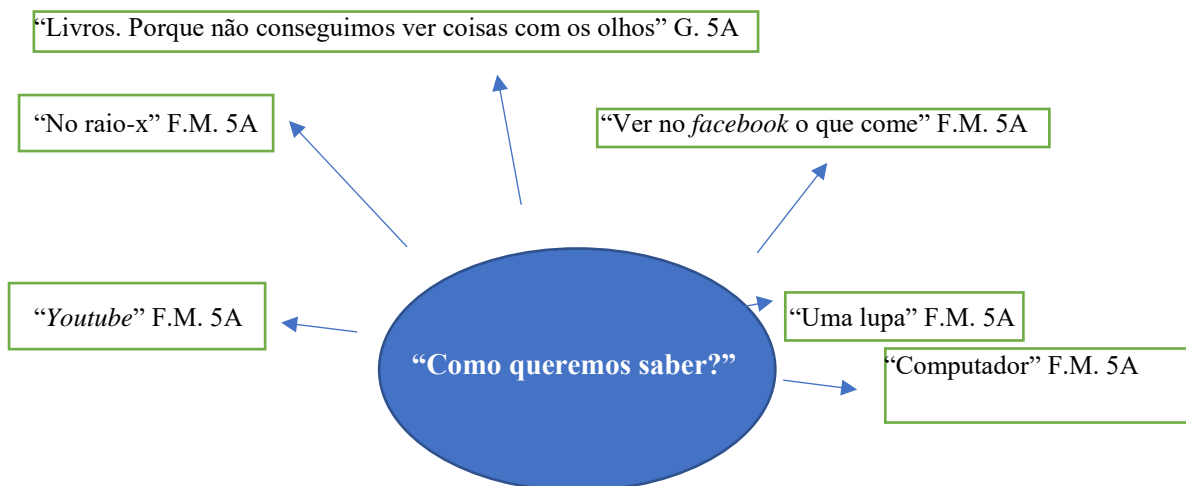 “Livros. Porque não conseguimos ver coisas com os olhos” G. 5A
“No raio-x” F.M. 5A
“Ver no facebook o que come” F.M. 5A
“Youtube” F.M. 5A
“Uma lupa” F.M. 5A
“Como queremos saber?”
“Computador” F.M. 5A